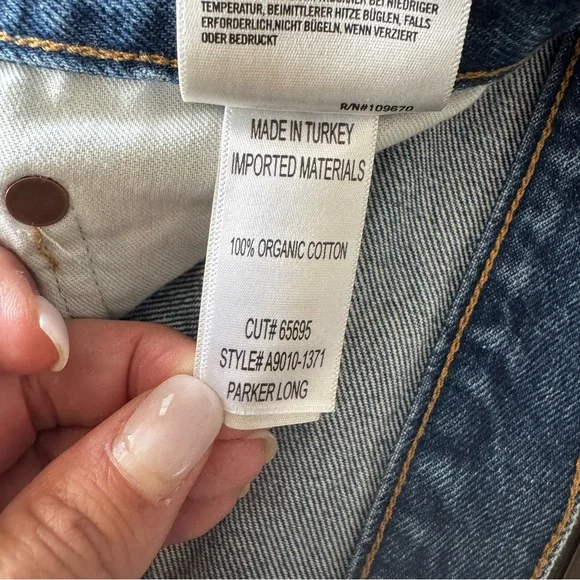 TEMPERATUR, BEIMITTLERER HITZE BÜGLEN, FALLS
ERFORDERLICH,NICHT BÜGELN, WENN VERZIERT
ODER BEDRUCKT
R/N#109670
MADE IN TURKEY
IMPORTED MATERIALS
100% ORGANIC COTTON
CUT# 65695
STYLE# A9010-1371
PARKER LONG